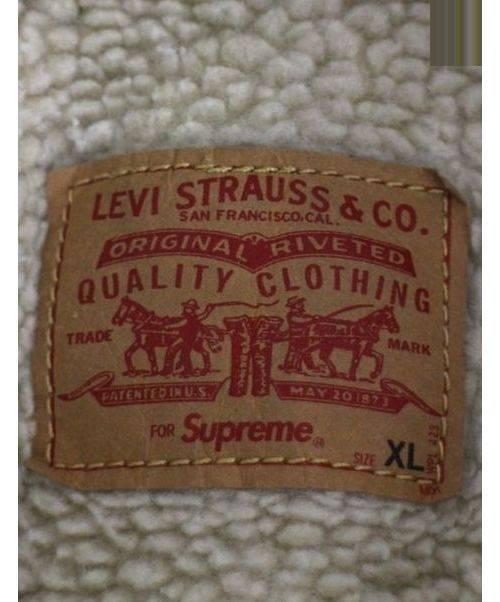 LEVI STRAUSS & CO.
SAN FRANCISCO, CAL.
ORIGINAL RIVETED
QUALITY CLOTHING
TRADE MARK
PATENTED IN U.S. MAY 20 1873
FOR Supreme®
SIZE XL